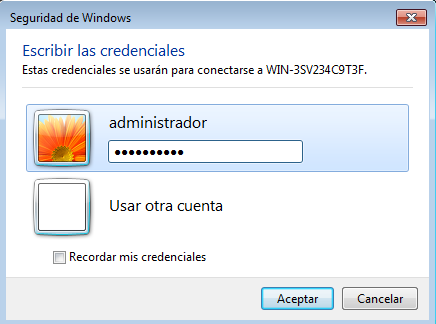 Seguridad de Windows
Escribir las credenciales
Estas credenciales se usarán para conectarse a WIN-3SV234C9T3F.
administrador
••••••••••
Usar otra cuenta
Recordar mis credenciales
Aceptar
Cancelar